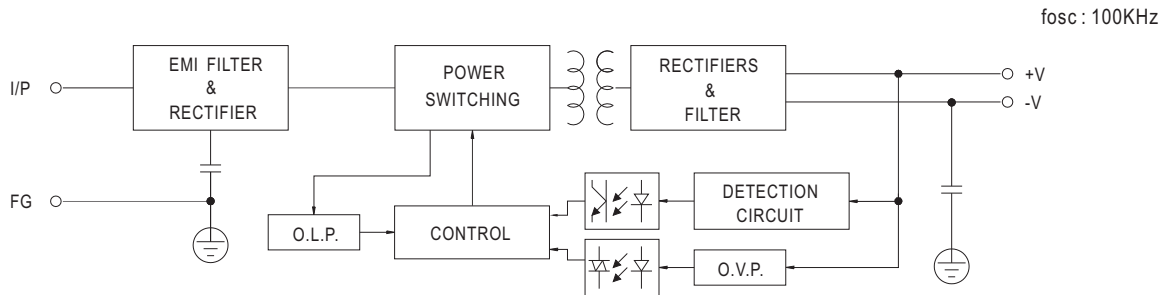 fosc : 100KHz
I/P
EMI FILTER
&
RECTIFIER
POWER
SWITCHING
RECTIFIERS
&
FILTER
+V
-V
FG
O.L.P.
CONTROL
DETECTION
CIRCUIT
O.V.P.